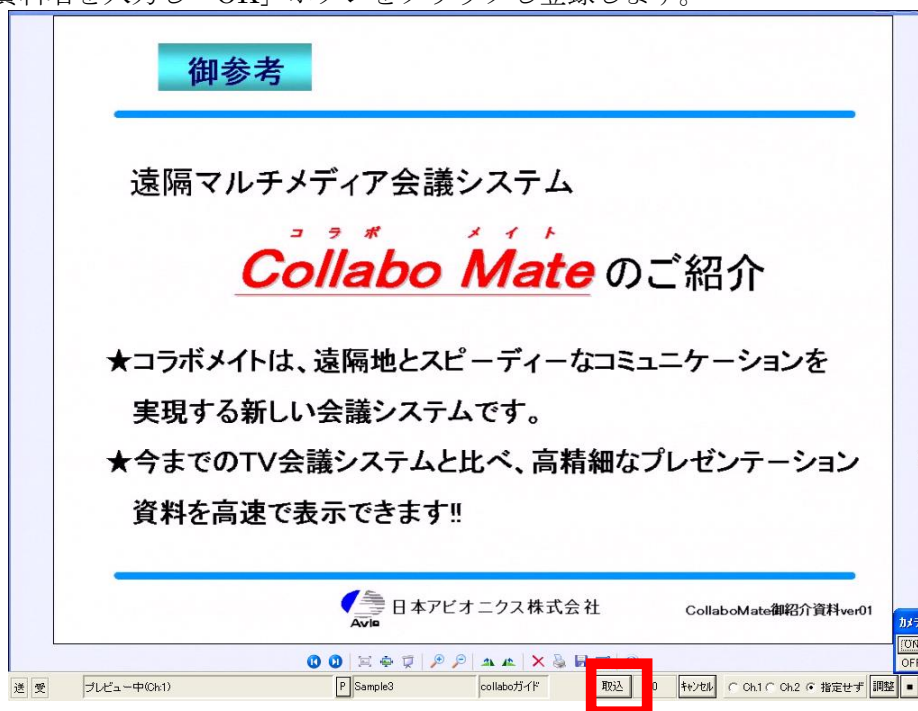 資料名を入力し「OK」ボタンをクリックし登録します。
御参考
遠隔マルチメディア会議システム
コラボ メイト
Collabo Mate のご紹介
★コラボメイトは、遠隔地とスピーディーなコミュニケーションを
実現する新しい会議システムです。
★今までのTV会議システムと比べ、高精細なプレゼンテーション
資料を高速で表示できます!!
Avio 日本アビオニクス株式会社
CollaboMate御紹介資料ver01
カメラ
ON
OFF
送 受 プレビュー中(Ch.1) P Sample3 collaboガイド 取込 0 キャンセル Ch.1 Ch.2 指定せず 調整